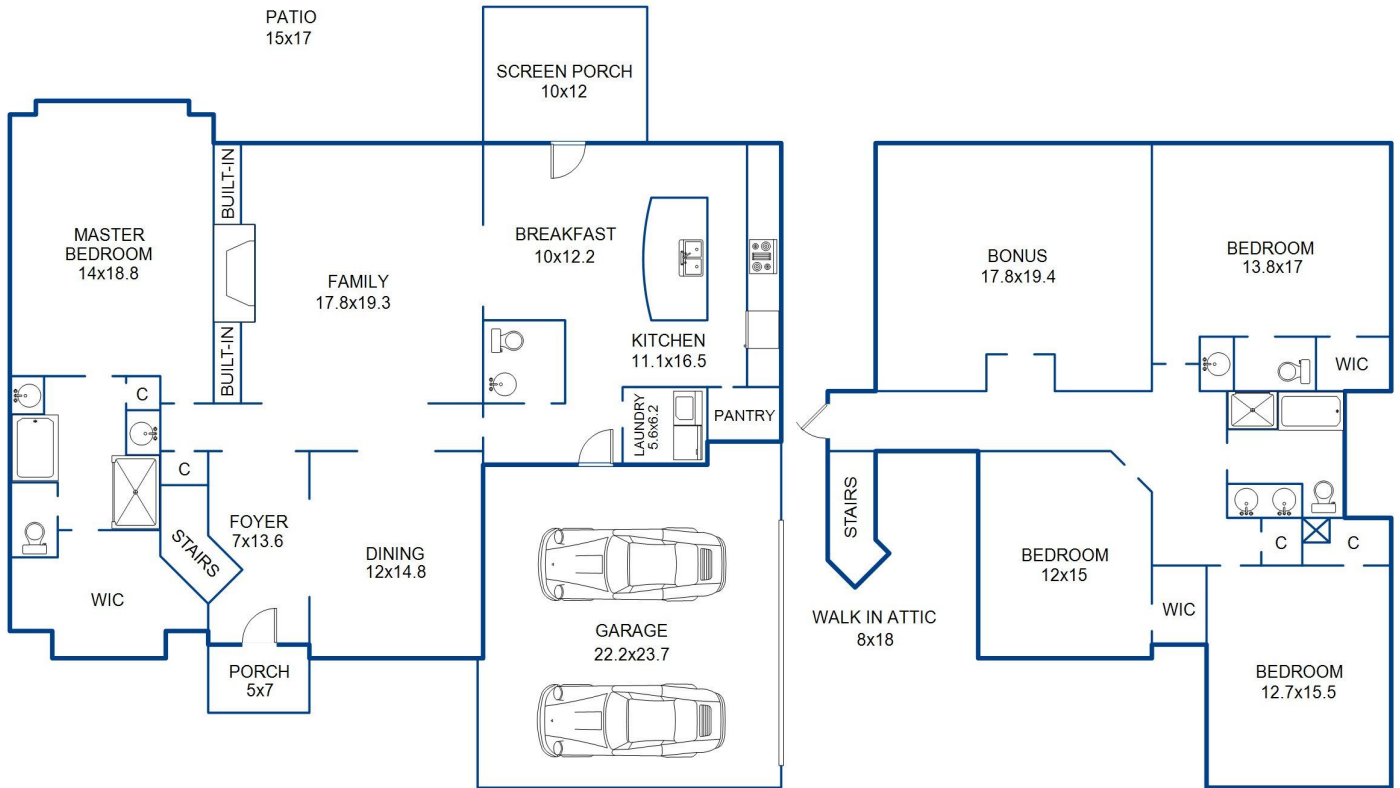 PATIO
15x17
SCREEN PORCH
10x12
BUILT-IN
MASTER
BEDROOM
14x18.8
FAMILY
17.8x19.3
BREAKFAST
10x12.2
KITCHEN
11.1x16.5
BUILT-IN
C
LAUNDRY
5.6x6.2
PANTRY
C
STAIRS
FOYER
7x13.6
DINING
12x14.8
WIC
PORCH
5x7
GARAGE
22.2x23.7
BONUS
17.8x19.4
BEDROOM
13.8x17
WIC
STAIRS
BEDROOM
12x15
C
C
WALK IN ATTIC
8x18
WIC
BEDROOM
12.7x15.5